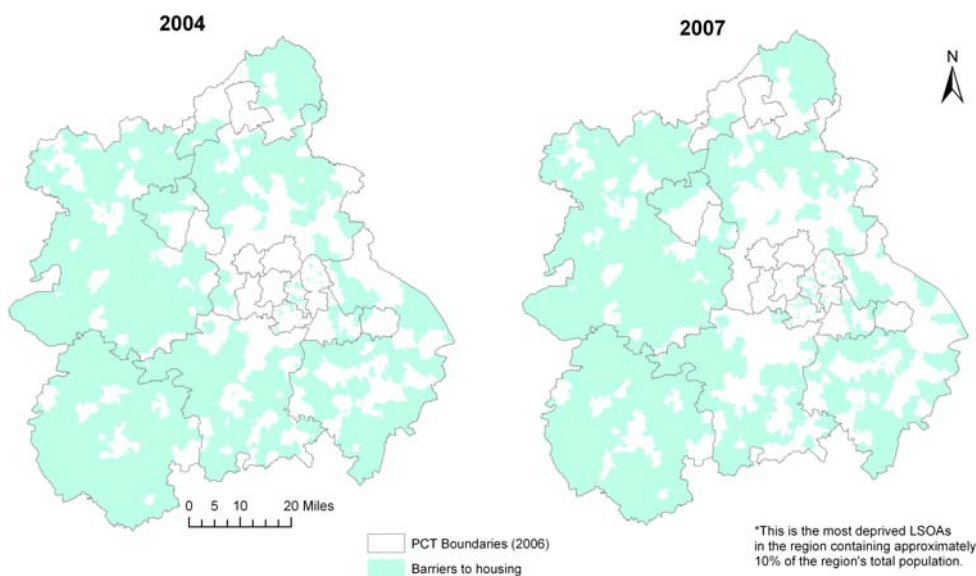 2004
2007
N
0 5 10 20 Miles
PCT Boundaries (2006)
Barriers to housing
*This is the most deprived LSOAs
in the region containing approximately
10% of the region's total population.